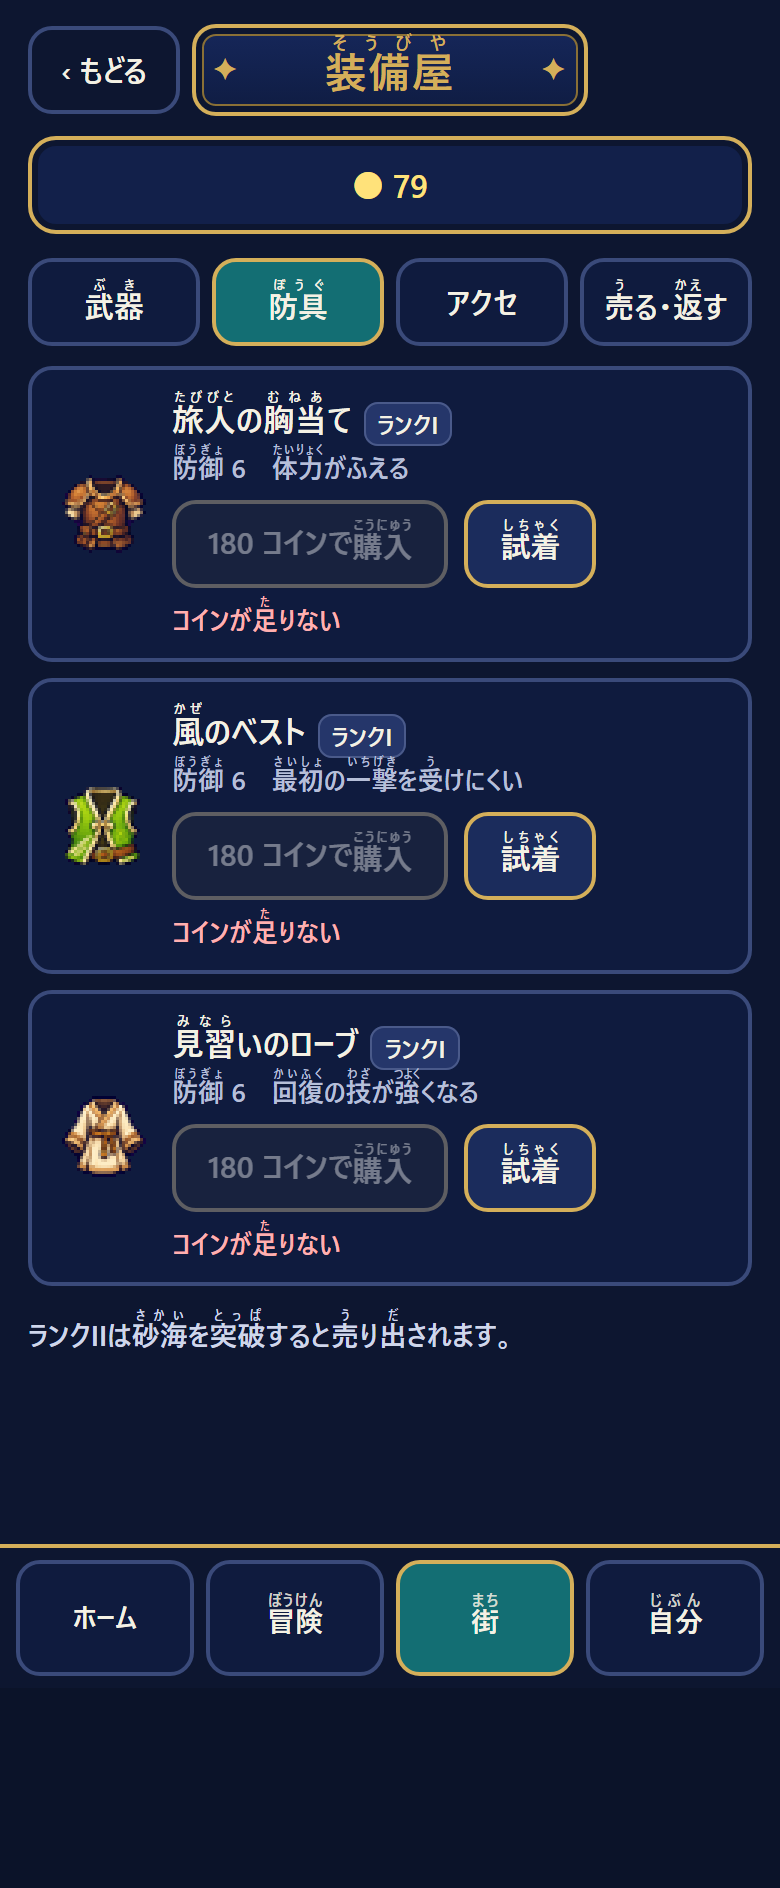 ‹ もどる
そうびや
装備屋
79
ぶき
武器
ぼうぐ
防具
アクセ
う かえ
売る・返す
たびびと むねあ
旅人の胸当て ランクI
ぼうぎょ たいりょく
防御 6 体力がふえる
こうにゅう
180 コインで購入
しちゃく
試着
た
コインが足りない
かぜ
風のベスト ランクI
ぼうぎょ さいしょ いちげき う
防御 6 最初の一撃を受けにくい
こうにゅう
180 コインで購入
しちゃく
試着
た
コインが足りない
みなら
見習いのローブ ランクI
ぼうぎょ かいふく わざ つよく
防御 6 回復の技が強くなる
こうにゅう
180 コインで購入
しちゃく
試着
た
コインが足りない
さかい とっぱ う だ
ランクIIは砂海を突破すると売り出されます。
ホーム
ぼうけん
冒険
まち
街
じぶん
自分